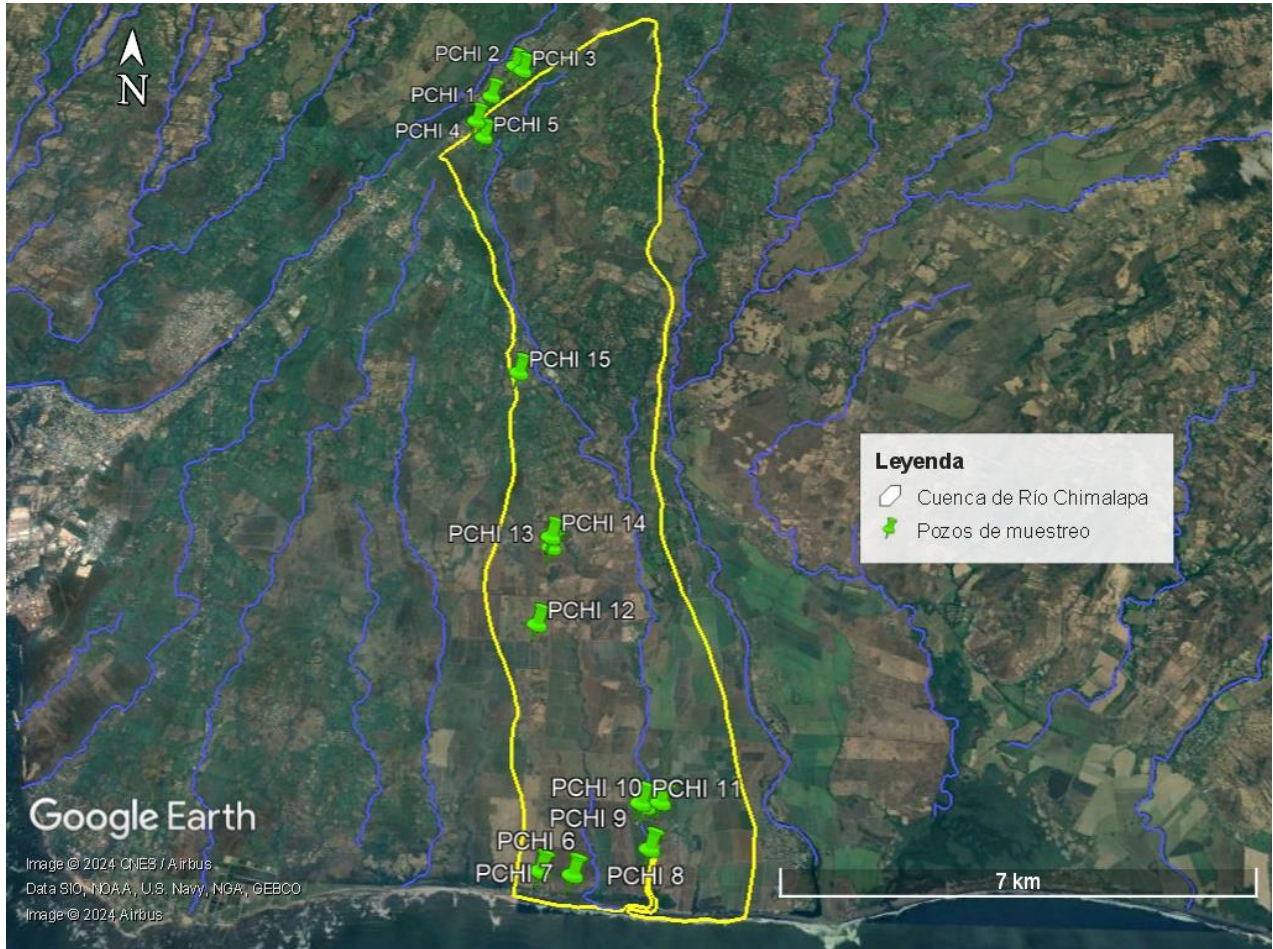 PCHI 2
PCHI 3
N
PCHI 1
PCHI 4
PCHI 5
PCHI 15
Leyenda
Cuenca de Río Chimalapa
Pozos de muestreo
PCHI 13
PCHI 14
PCHI 12
PCHI 10
PCHI 11
PCHI 9
PCHI 6
PCHI 7
PCHI 8
Google Earth
Image © 2024 CNES / Airbus
Data SIO, NOAA, U.S. Navy, NGA, GEBCO
Image © 2024 Airbus
7 km